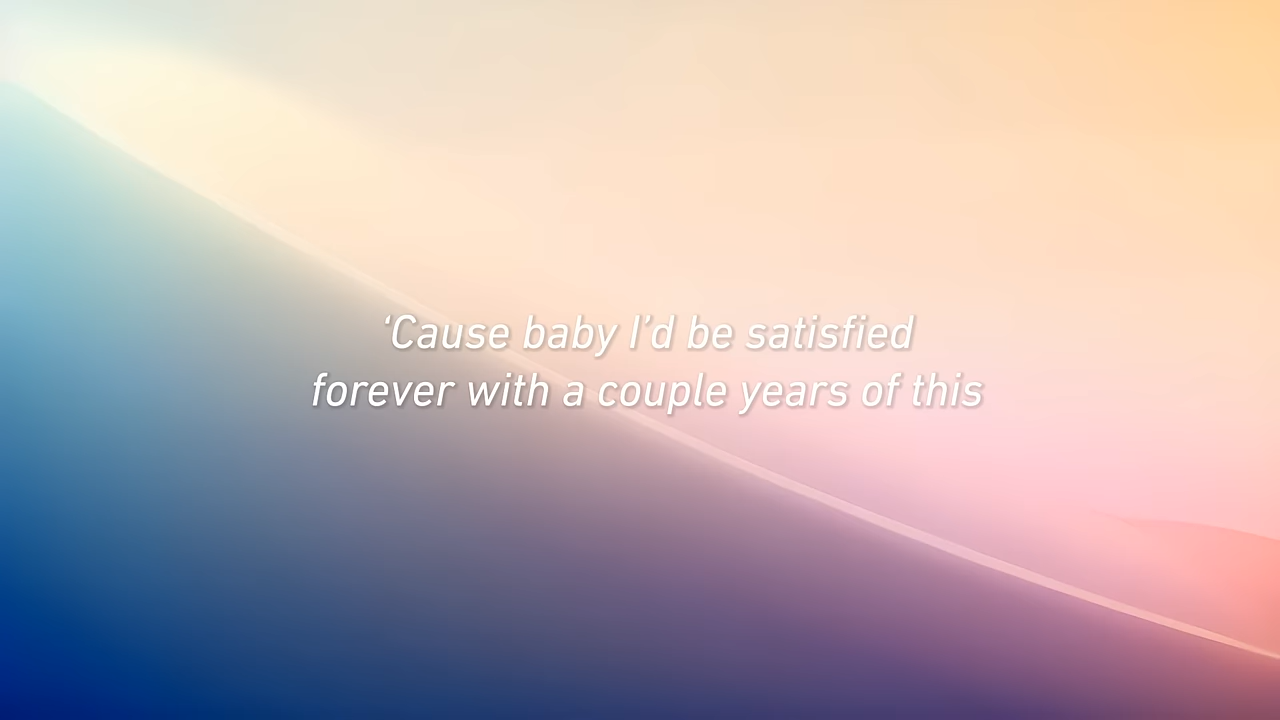 ‘Cause baby I’d be satisfied
forever with a couple years of this